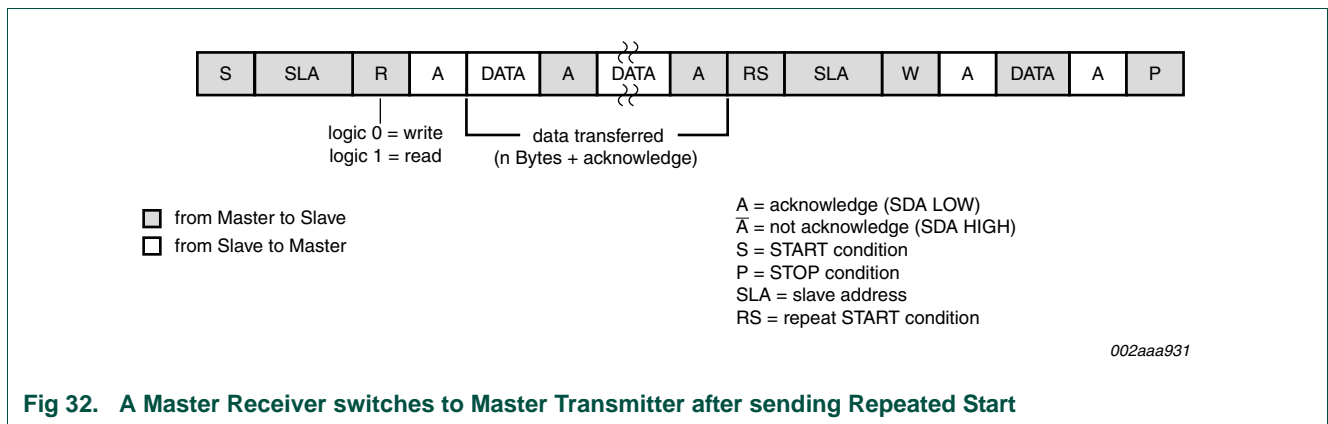 S SLA R A DATA A DATA A RS SLA W A DATA A P
logic 0 = write
logic 1 = read
data transferred
(n Bytes + acknowledge)
from Master to Slave
from Slave to Master
A = acknowledge (SDA LOW)
A̅ = not acknowledge (SDA HIGH)
S = START condition
P = STOP condition
SLA = slave address
RS = repeat START condition
002aaa931
Fig 32. A Master Receiver switches to Master Transmitter after sending Repeated Start